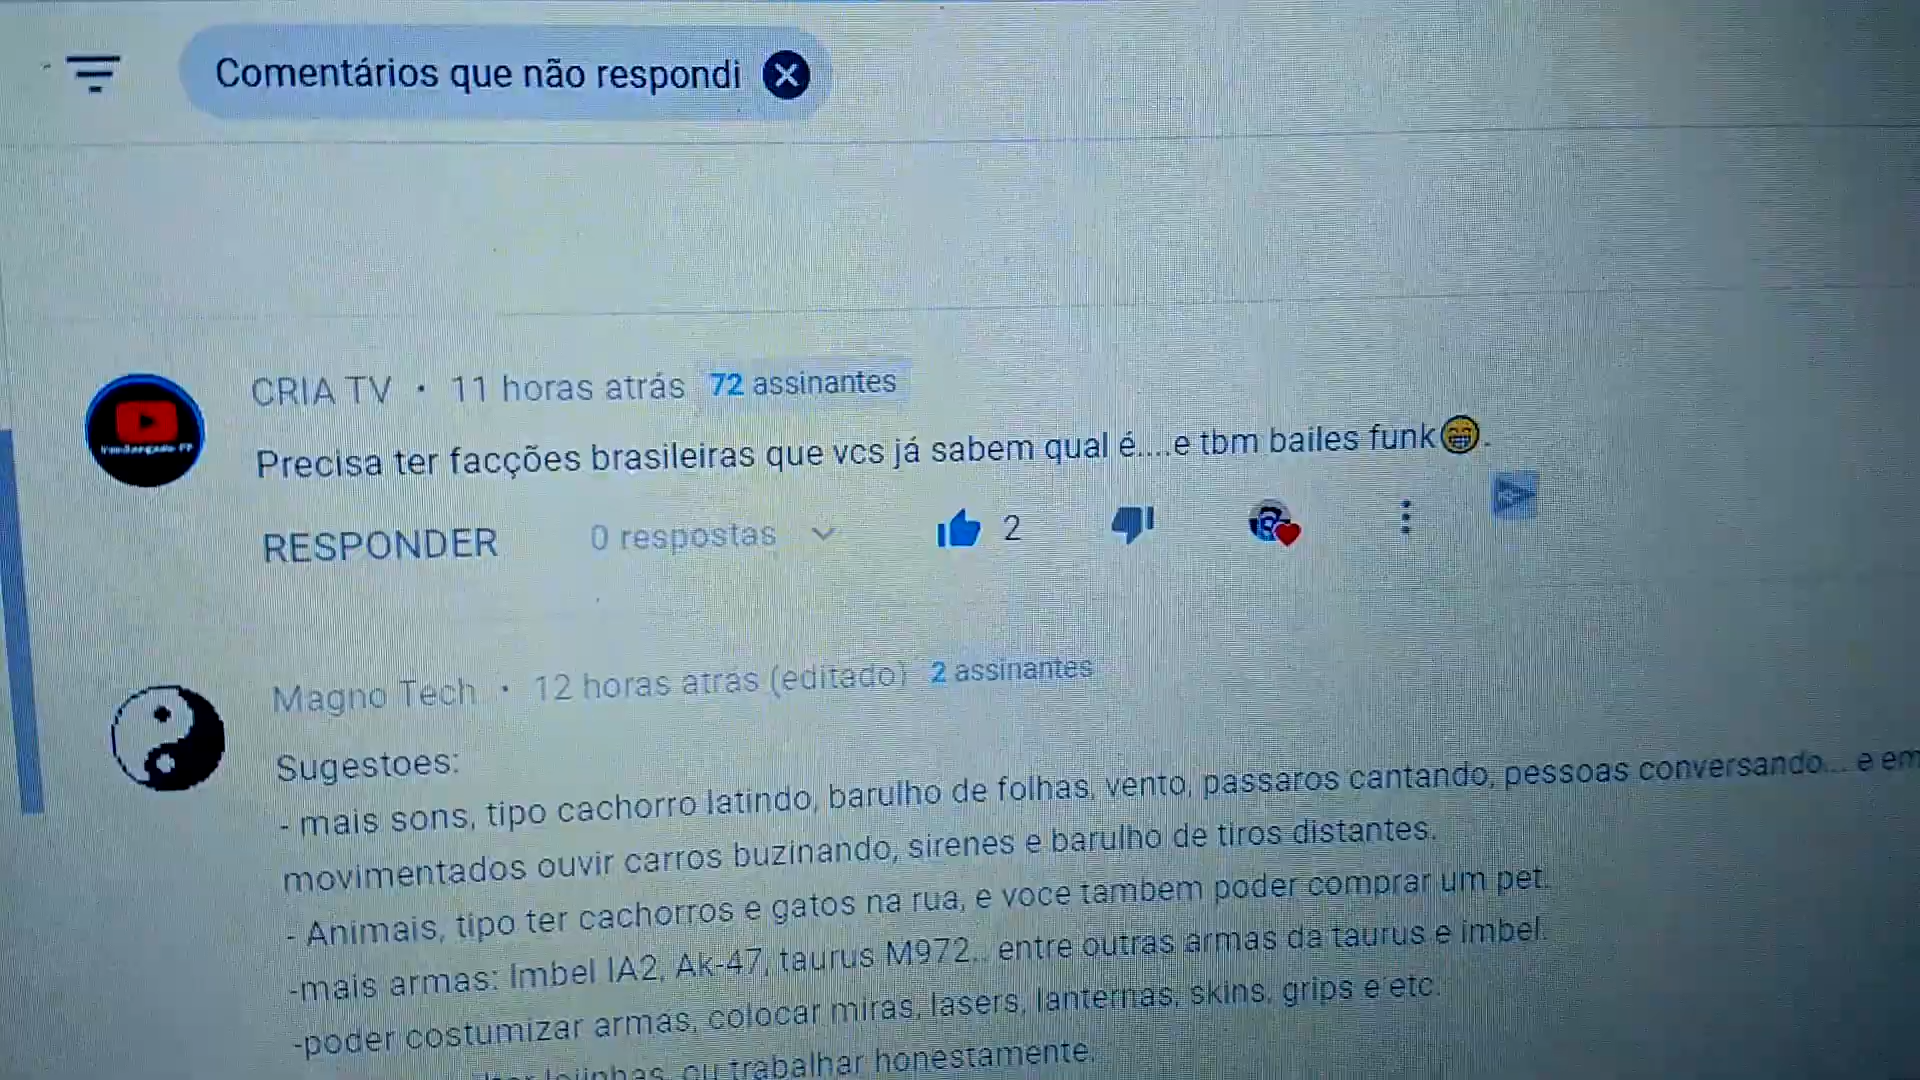 Comentários que não respondi
CRIA TV · 11 horas atrás 72 assinantes
Precisa ter facções brasileiras que vcs já sabem qual é....e tbm bailes funk😁.
RESPONDER 0 respostas 2
Magno Tech · 12 horas atrás (editado) 2 assinantes
Sugestoes:
- mais sons, tipo cachorro latindo, barulho de folhas, vento, passaros cantando, pessoas conversando... e em
movimentados ouvir carros buzinando, sirenes e barulho de tiros distantes.
- Animais, tipo ter cachorros e gatos na rua, e voce tambem poder comprar um pet.
-mais armas: Imbel IA2, Ak-47, taurus M972.. entre outras armas da taurus e imbel.
-poder costumizar armas, colocar miras, lasers, lanternas, skins, grips e etc.
lojinhas, ou trabalhar honestamente.